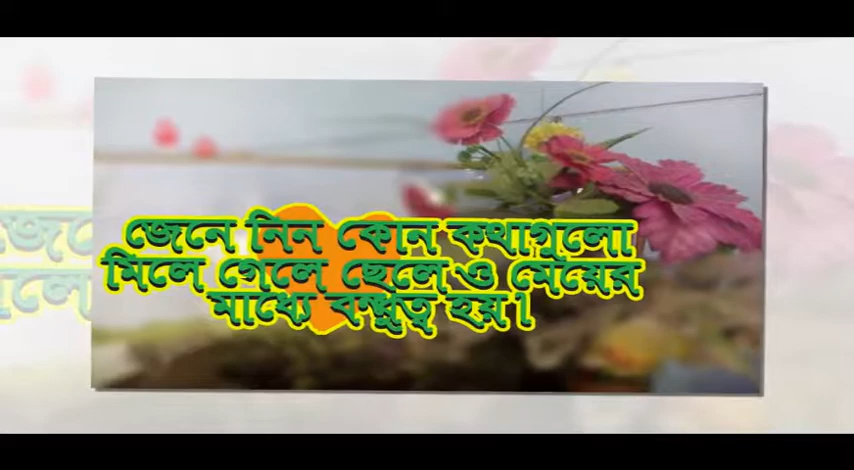 জেনে নিন কোন কথাগুলো
মিলে গেলে ছেলেও মেয়ের
মাধ্যে বন্ধুত্ব হয়।